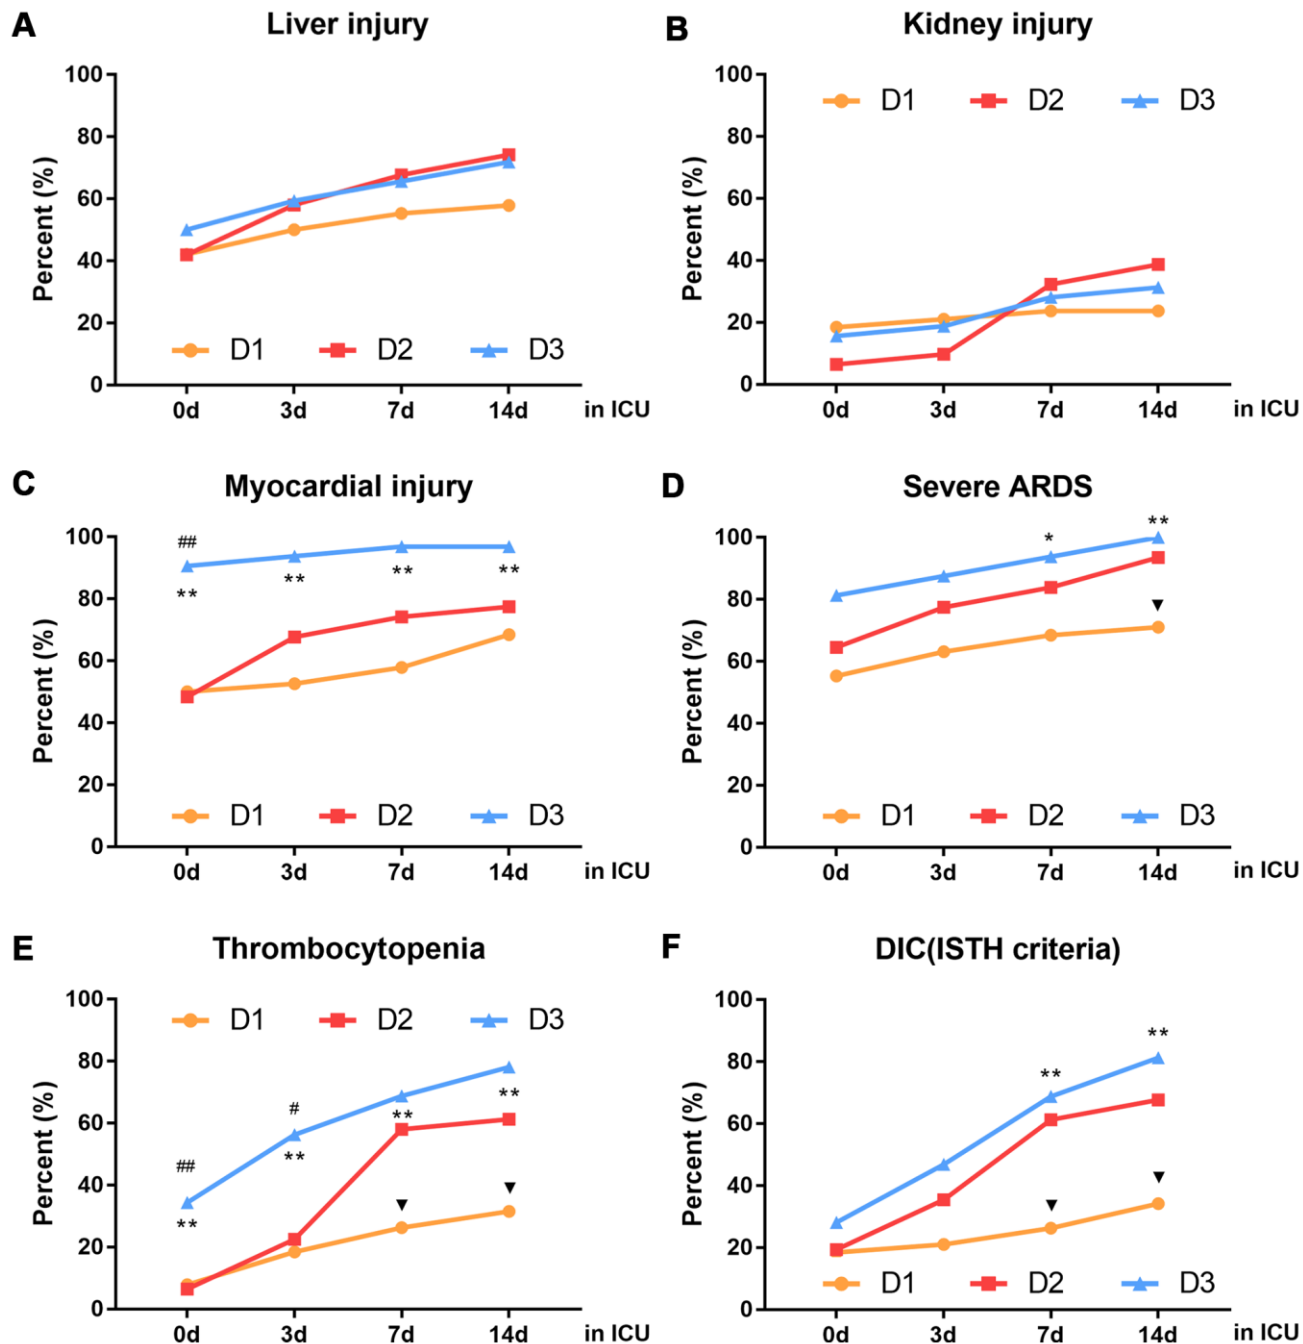 A
Liver injury
Percent (%)
100
80
60
40
20
0
D1 D2 D3
0d 3d 7d 14d in ICU
B
Kidney injury
Percent (%)
100
80
60
40
20
0
D1 D2 D3
0d 3d 7d 14d in ICU
C
Myocardial injury
Percent (%)
100
80
60
40
20
0
##
** ** ** **
D1 D2 D3
0d 3d 7d 14d in ICU
D
Severe ARDS
Percent (%)
100
80
60
40
20
0
* **
▼
D1 D2 D3
0d 3d 7d 14d in ICU
E
Thrombocytopenia
Percent (%)
100
80
60
40
20
0
D1 D2 D3
## #
** ** ** **
▼ ▼
0d 3d 7d 14d in ICU
F
DIC(ISTH criteria)
Percent (%)
100
80
60
40
20
0
** **
▼ ▼
D1 D2 D3
0d 3d 7d 14d in ICU